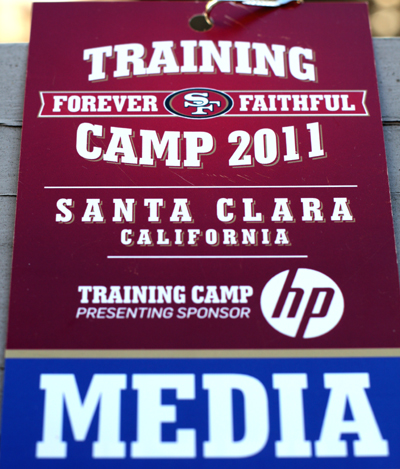 TRAINING
FOREVER SF FAITHFUL
CAMP 2011
SANTA CLARA
CALIFORNIA
TRAINING CAMP
PRESENTING SPONSOR
hp
MEDIA